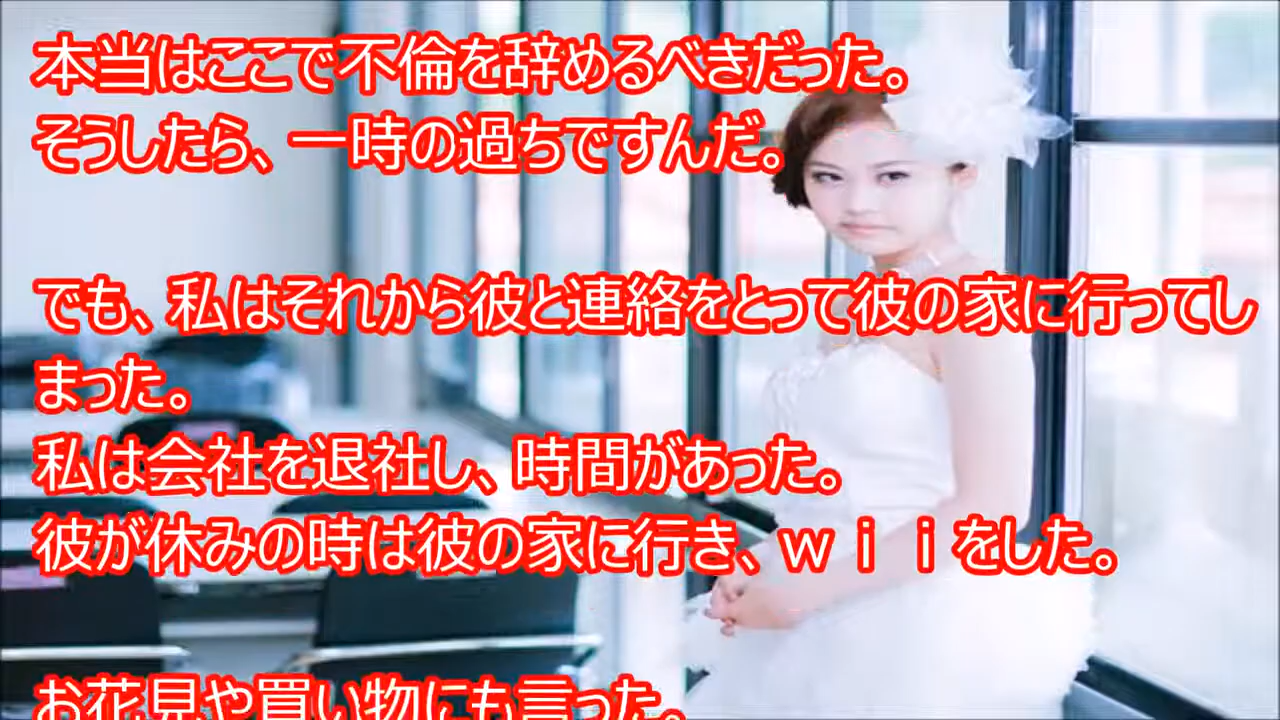 本当はここで不倫を辞めるべきだった。
そうしたら、一時の過ちですんだ。
でも、私はそれから彼と連絡をとって彼の家に行ってし
まった。
私は会社を退社し、時間があった。
彼が休みの時は彼の家に行き、ｗｉｉをした。
お花見や買い物にも言った。